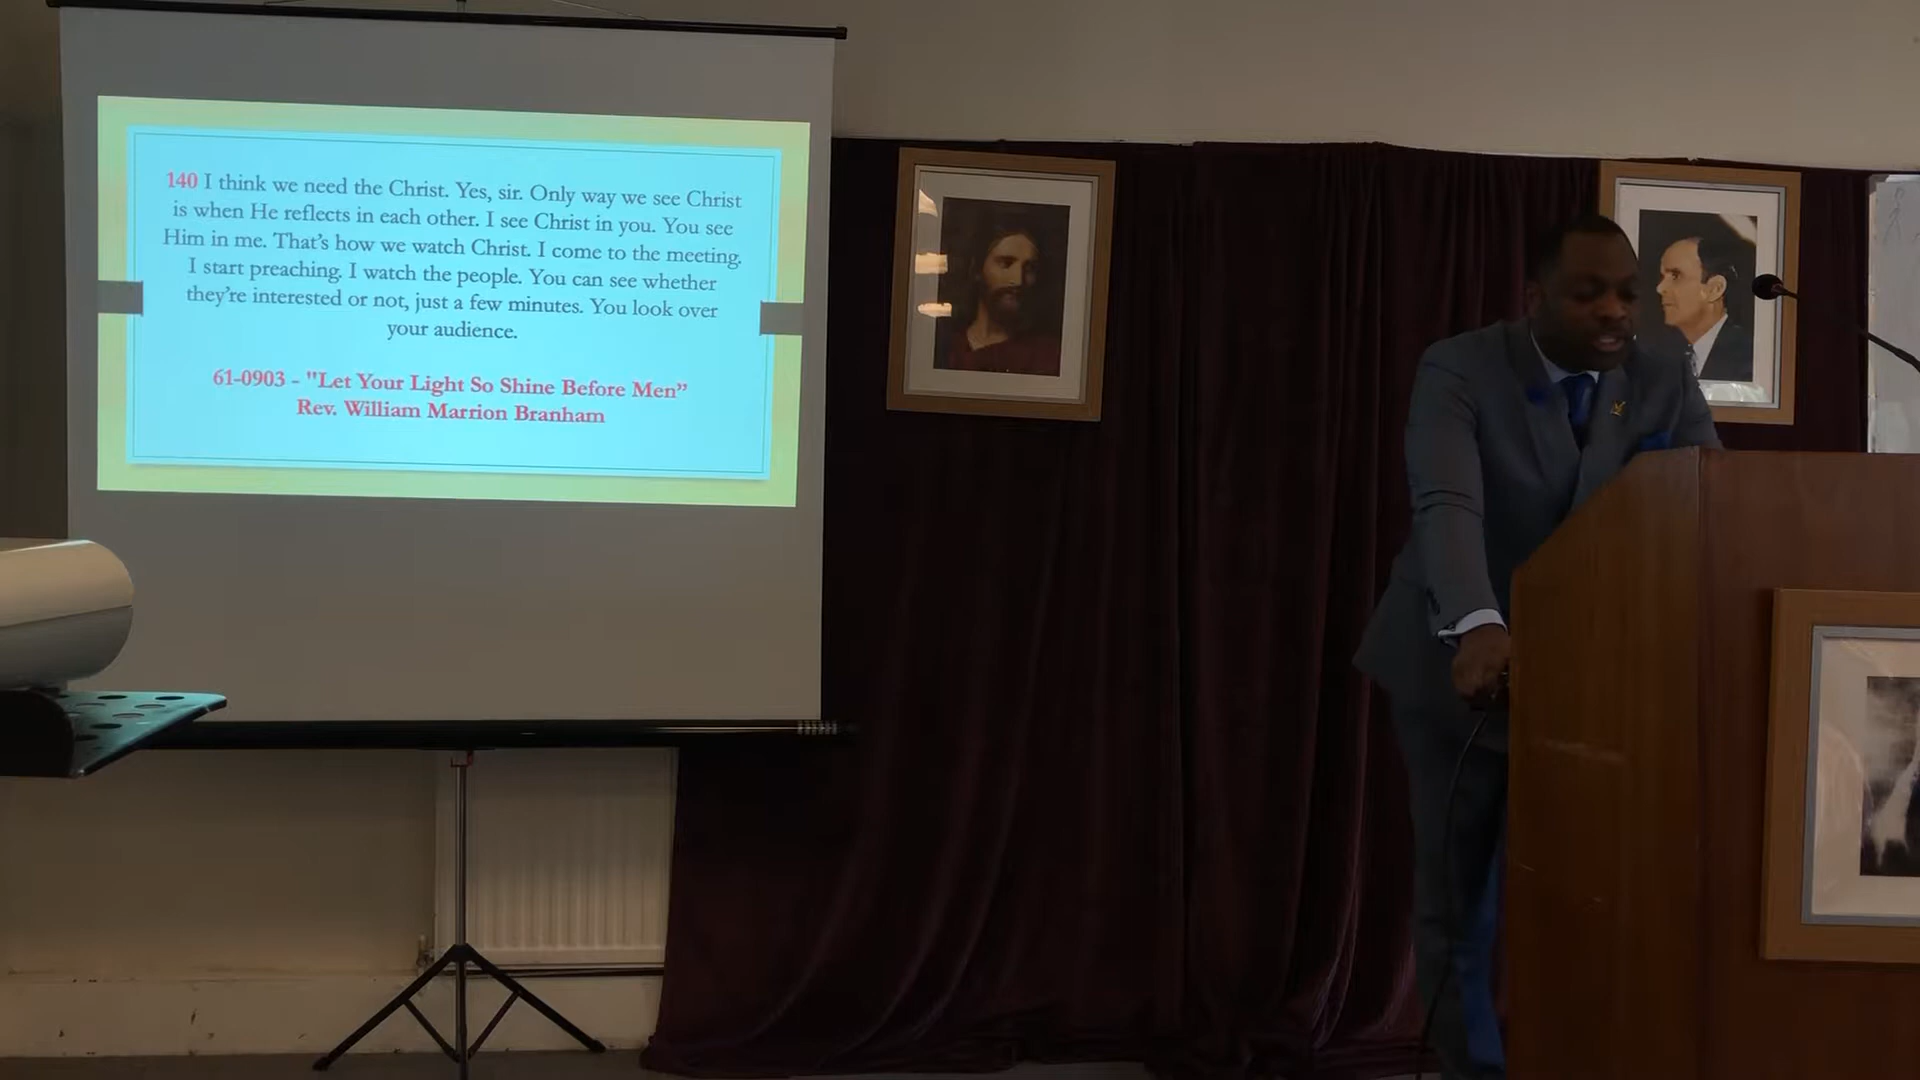 140 I think we need the Christ. Yes, sir. Only way we see Christ
is when He reflects in each other. I see Christ in you. You see
Him in me. That's how we watch Christ. I come to the meeting.
I start preaching. I watch the people. You can see whether
they're interested or not, just a few minutes. You look over
your audience.
61-0903 - "Let Your Light So Shine Before Men”
Rev. William Marrion Branham